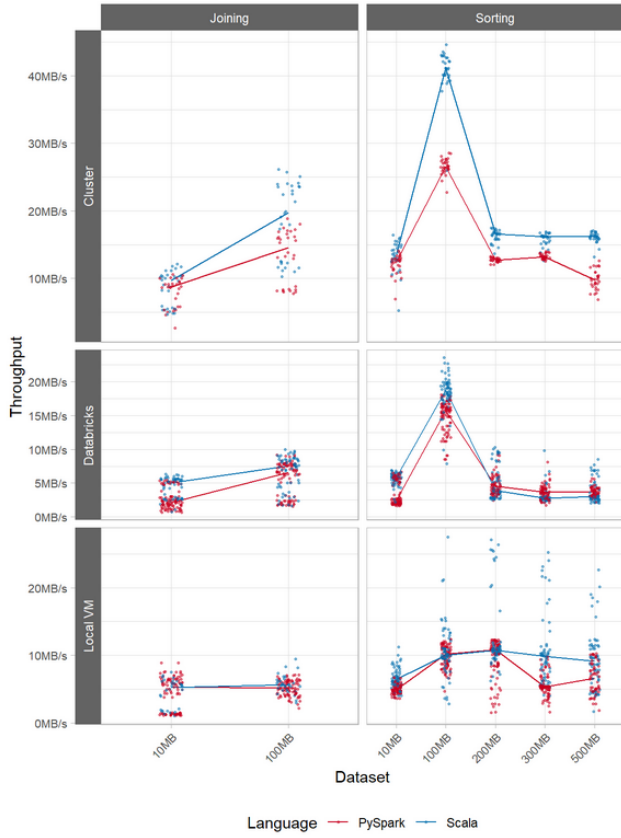 Joining
Sorting
Throughput
Cluster
40MB/s
30MB/s
20MB/s
10MB/s
Databricks
20MB/s
15MB/s
10MB/s
5MB/s
0MB/s
Local VM
20MB/s
10MB/s
0MB/s
10MB
100MB
10MB
100MB
200MB
300MB
500MB
Dataset
Language PySpark Scala